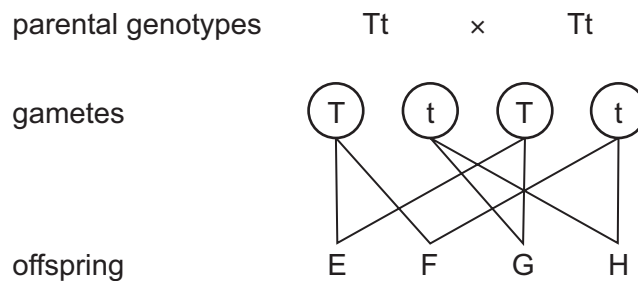 parental genotypes Tt × Tt
gametes T t T t
offspring E F G H